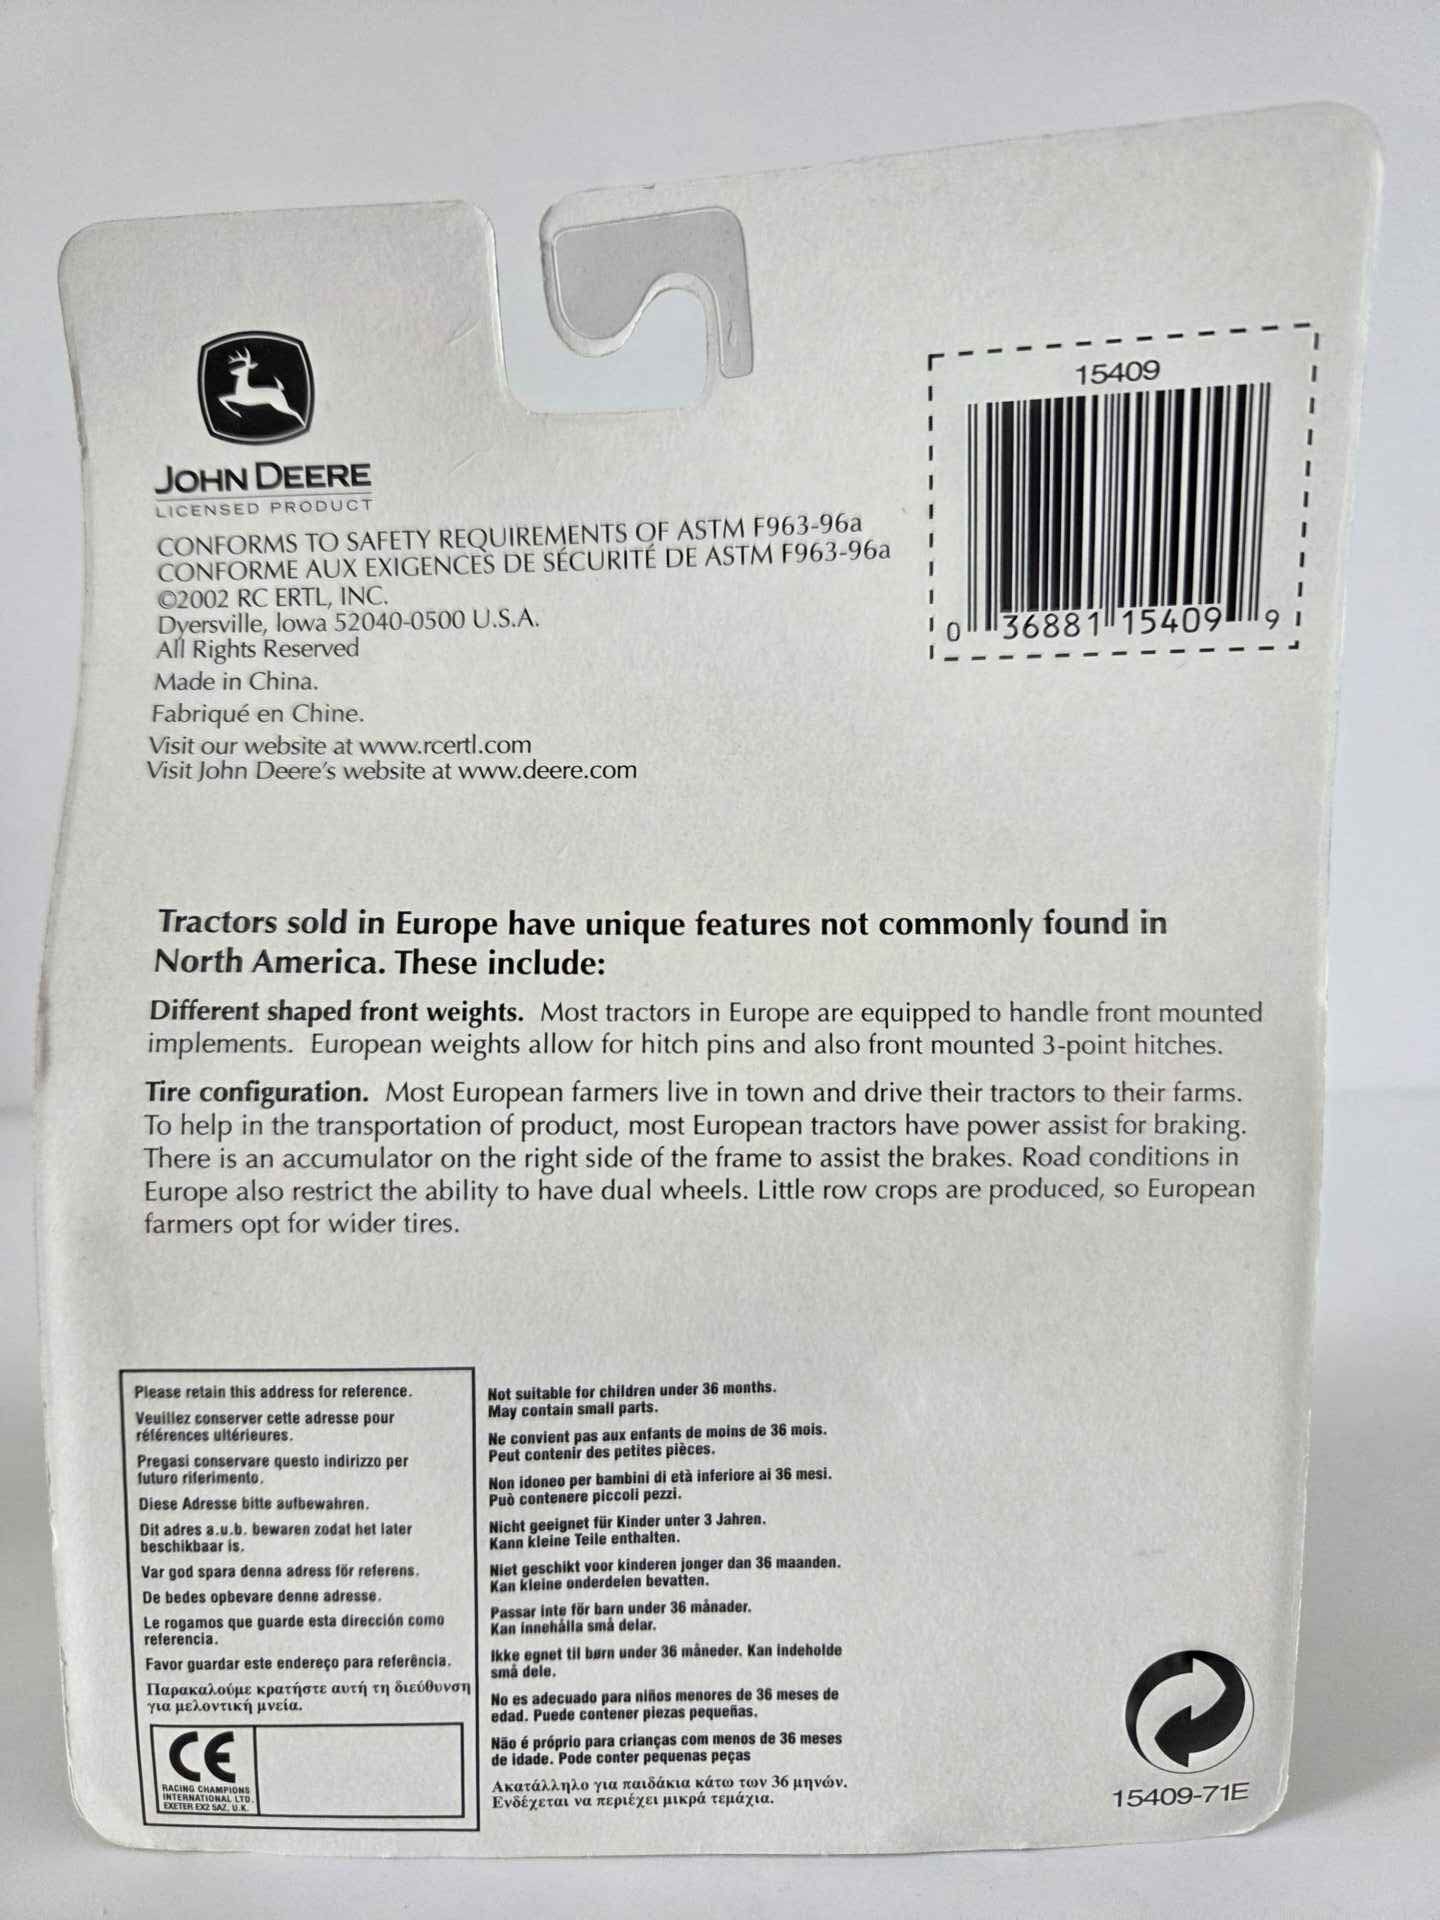 JOHN DEERE
LICENSED PRODUCT
CONFORMS TO SAFETY REQUIREMENTS OF ASTM F963-96a
CONFORME AUX EXIGENCES DE SÉCURITÉ DE ASTM F963-96a
©2002 RC ERTL, INC.
Dyersville, Iowa 52040-0500 U.S.A.
All Rights Reserved
Made in China.
Fabriqué en Chine.
Visit our website at www.rcertl.com
Visit John Deere's website at www.deere.com
15409
0 36881 15409 9
Tractors sold in Europe have unique features not commonly found in
North America. These include:
Different shaped front weights. Most tractors in Europe are equipped to handle front mounted
implements. European weights allow for hitch pins and also front mounted 3-point hitches.
Tire configuration. Most European farmers live in town and drive their tractors to their farms.
To help in the transportation of product, most European tractors have power assist for braking.
There is an accumulator on the right side of the frame to assist the brakes. Road conditions in
Europe also restrict the ability to have dual wheels. Little row crops are produced, so European
farmers opt for wider tires.
Please retain this address for reference.
Veuillez conserver cette adresse pour
références ultérieures.
Pregasi conservare questo indirizzo per
futuro riferimento.
Diese Adresse bitte aufbewahren.
Dit adres a.u.b. bewaren zodat het later
beschikbaar is.
Var god spara denna adress för referens.
De bedes opbevare denne adresse.
Le rogamos que guarde esta dirección como
referencia.
Favor guardar este endereço para referência.
Παρακαλούμε κρατήστε αυτή τη διεύθυνση
για μελοντική μνεία.
CE
RACING CHAMPIONS
INTERNATIONAL LTD.
EXETER EX2 5AZ, U.K.
Not suitable for children under 36 months.
May contain small parts.
Ne convient pas aux enfants de moins de 36 mois.
Peut contenir des petites pièces.
Non idoneo per bambini di età inferiore ai 36 mesi.
Può contenere piccoli pezzi.
Nicht geeignet für Kinder unter 3 Jahren.
Kann kleine Teile enthalten.
Niet geschikt voor kinderen jonger dan 36 maanden.
Kan kleine onderdelen bevatten.
Passar inte för barn under 36 månader.
Kan innehålla små delar.
Ikke egnet til børn under 36 måneder. Kan indeholde
små dele.
No es adecuado para niños menores de 36 meses de
edad. Puede contener piezas pequeñas.
Não é próprio para crianças com menos de 36 meses
de idade. Pode conter pequenas peças
Ακατάλληλο για παιδάκια κάτω των 36 μηνών.
Ενδέχεται να περιέχει μικρά τεμάχια.
15409-71E